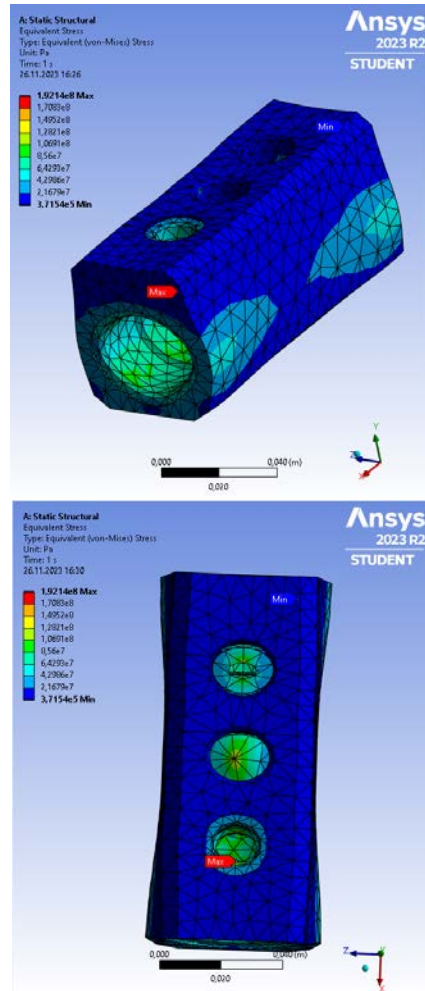 A: Static Structural
Equivalent Stress
Type: Equivalent (von-Mises) Stress
Unit: Pa
Time: 1 s
26.11.2023 16:26
1,9214e8 Max
1,7083e8
1,4952e8
1,2821e8
1,0691e8
8,56e7
6,4293e7
4,2986e7
2,1679e7
3,7154e5 Min
Ansys
2023 R2
STUDENT
Min
Max
Y
Z
X
0,000
0,040 (m)
0,020
A: Static Structural
Equivalent Stress
Type: Equivalent (von-Mises) Stress
Unit: Pa
Time: 1 s
26.11.2023 16:30
1,9214e8 Max
1,7083e8
1,4952e8
1,2821e8
1,0691e8
8,56e7
6,4293e7
4,2986e7
2,1679e7
3,7154e5 Min
Ansys
2023 R2
STUDENT
Min
Max
0,000
0,040 (m)
0,020
Z
Y
X